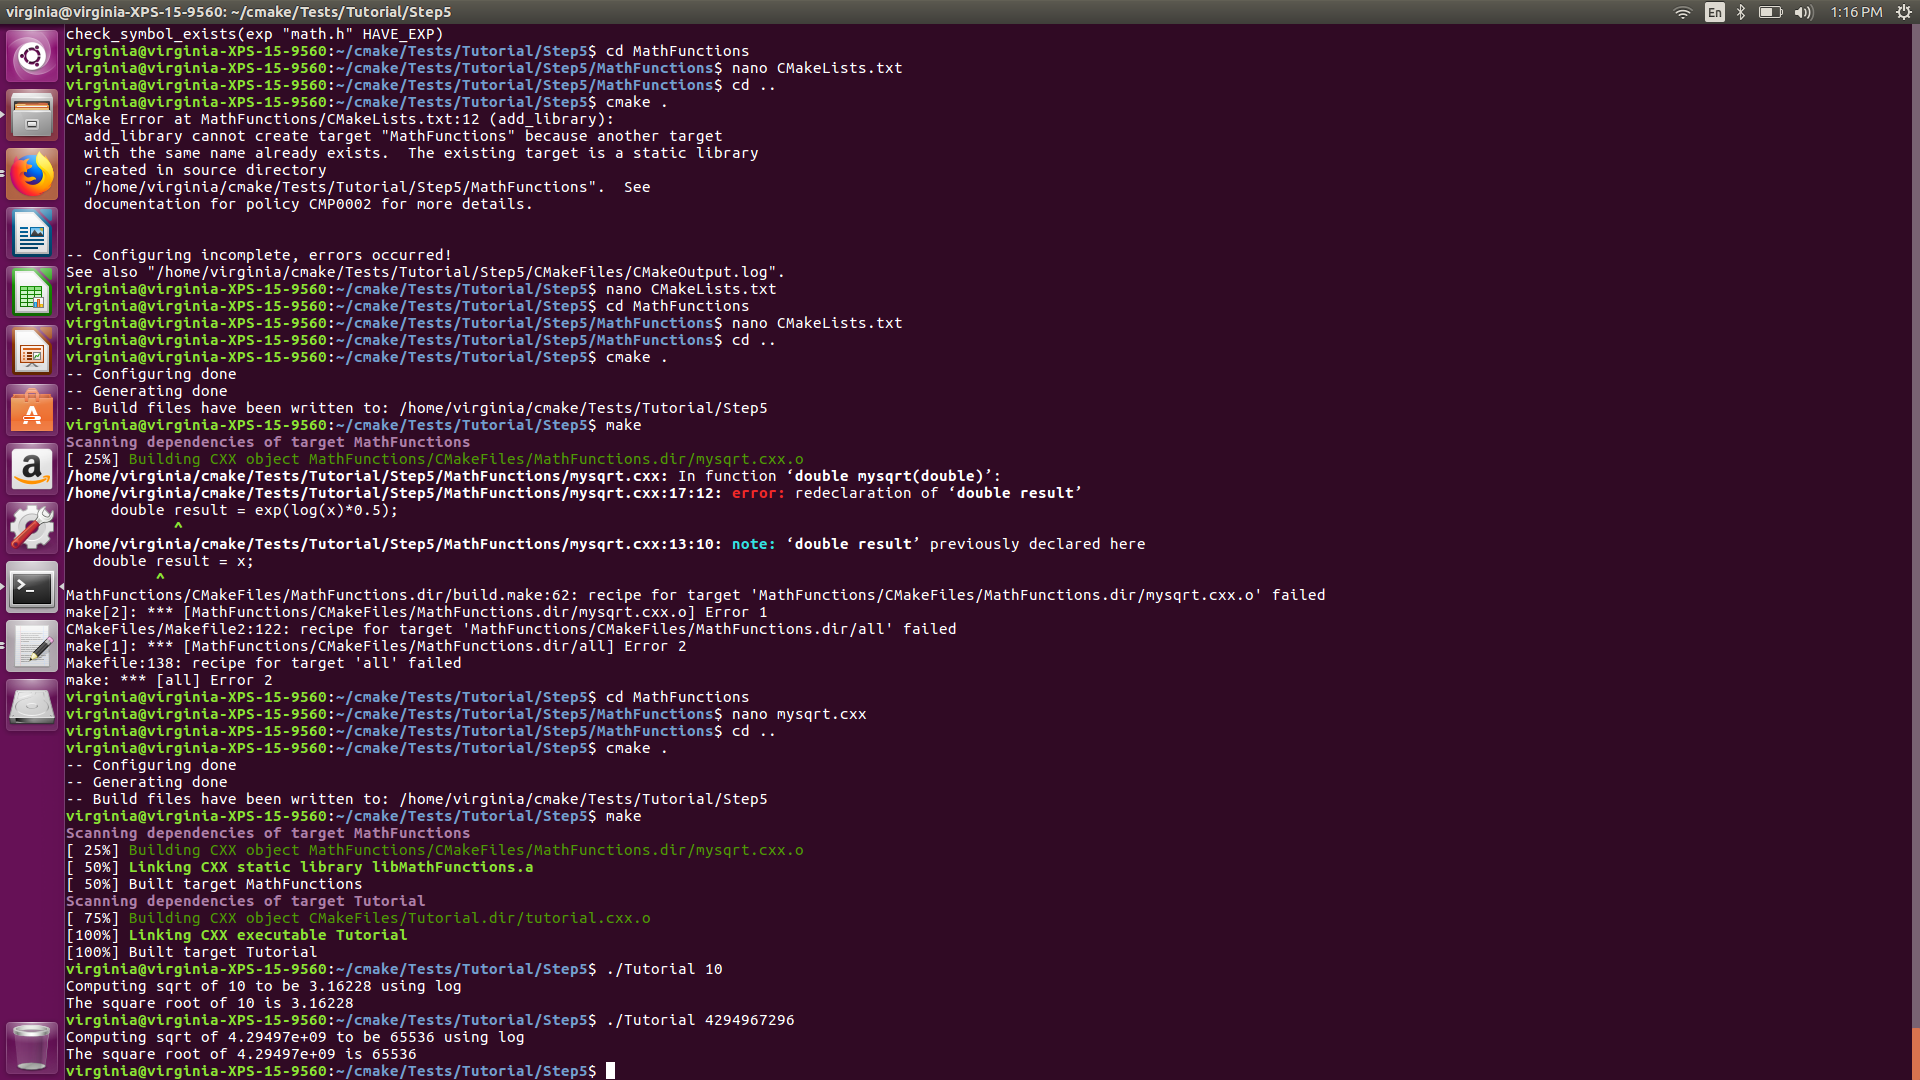 virginia@virginia-XPS-15-9560: ~/cmake/Tests/Tutorial/Step5
En
1:16 PM
check_symbol_exists(exp "math.h" HAVE_EXP)
virginia@virginia-XPS-15-9560:~/cmake/Tests/Tutorial/Step5$ cd MathFunctions
virginia@virginia-XPS-15-9560:~/cmake/Tests/Tutorial/Step5/MathFunctions$ nano CMakeLists.txt
virginia@virginia-XPS-15-9560:~/cmake/Tests/Tutorial/Step5/MathFunctions$ cd ..
virginia@virginia-XPS-15-9560:~/cmake/Tests/Tutorial/Step5$ cmake .
CMake Error at MathFunctions/CMakeLists.txt:12 (add_library):
  add_library cannot create target "MathFunctions" because another target
  with the same name already exists.  The existing target is a static library
  created in source directory
  "/home/virginia/cmake/Tests/Tutorial/Step5/MathFunctions".  See
  documentation for policy CMP0002 for more details.
-- Configuring incomplete, errors occurred!
See also "/home/virginia/cmake/Tests/Tutorial/Step5/CMakeFiles/CMakeOutput.log".
virginia@virginia-XPS-15-9560:~/cmake/Tests/Tutorial/Step5$ nano CMakeLists.txt
virginia@virginia-XPS-15-9560:~/cmake/Tests/Tutorial/Step5$ cd MathFunctions
virginia@virginia-XPS-15-9560:~/cmake/Tests/Tutorial/Step5/MathFunctions$ nano CMakeLists.txt
virginia@virginia-XPS-15-9560:~/cmake/Tests/Tutorial/Step5/MathFunctions$ cd ..
virginia@virginia-XPS-15-9560:~/cmake/Tests/Tutorial/Step5$ cmake .
-- Configuring done
-- Generating done
-- Build files have been written to: /home/virginia/cmake/Tests/Tutorial/Step5
virginia@virginia-XPS-15-9560:~/cmake/Tests/Tutorial/Step5$ make
Scanning dependencies of target MathFunctions
[ 25%] Building CXX object MathFunctions/CMakeFiles/MathFunctions.dir/mysqrt.cxx.o
/home/virginia/cmake/Tests/Tutorial/Step5/MathFunctions/mysqrt.cxx: In function ‘double mysqrt(double)’:
/home/virginia/cmake/Tests/Tutorial/Step5/MathFunctions/mysqrt.cxx:17:12: error: redeclaration of ‘double result’
     double result = exp(log(x)*0.5);
            ^
/home/virginia/cmake/Tests/Tutorial/Step5/MathFunctions/mysqrt.cxx:13:10: note: ‘double result’ previously declared here
   double result = x;
          ^
MathFunctions/CMakeFiles/MathFunctions.dir/build.make:62: recipe for target 'MathFunctions/CMakeFiles/MathFunctions.dir/mysqrt.cxx.o' failed
make[2]: *** [MathFunctions/CMakeFiles/MathFunctions.dir/mysqrt.cxx.o] Error 1
CMakeFiles/Makefile2:122: recipe for target 'MathFunctions/CMakeFiles/MathFunctions.dir/all' failed
make[1]: *** [MathFunctions/CMakeFiles/MathFunctions.dir/all] Error 2
Makefile:138: recipe for target 'all' failed
make: *** [all] Error 2
virginia@virginia-XPS-15-9560:~/cmake/Tests/Tutorial/Step5$ cd MathFunctions
virginia@virginia-XPS-15-9560:~/cmake/Tests/Tutorial/Step5/MathFunctions$ nano mysqrt.cxx
virginia@virginia-XPS-15-9560:~/cmake/Tests/Tutorial/Step5/MathFunctions$ cd ..
virginia@virginia-XPS-15-9560:~/cmake/Tests/Tutorial/Step5$ cmake .
-- Configuring done
-- Generating done
-- Build files have been written to: /home/virginia/cmake/Tests/Tutorial/Step5
virginia@virginia-XPS-15-9560:~/cmake/Tests/Tutorial/Step5$ make
Scanning dependencies of target MathFunctions
[ 25%] Building CXX object MathFunctions/CMakeFiles/MathFunctions.dir/mysqrt.cxx.o
[ 50%] Linking CXX static library libMathFunctions.a
[ 50%] Built target MathFunctions
Scanning dependencies of target Tutorial
[ 75%] Building CXX object CMakeFiles/Tutorial.dir/tutorial.cxx.o
[100%] Linking CXX executable Tutorial
[100%] Built target Tutorial
virginia@virginia-XPS-15-9560:~/cmake/Tests/Tutorial/Step5$ ./Tutorial 10
Computing sqrt of 10 to be 3.16228 using log
The square root of 10 is 3.16228
virginia@virginia-XPS-15-9560:~/cmake/Tests/Tutorial/Step5$ ./Tutorial 4294967296
Computing sqrt of 4.29497e+09 to be 65536 using log
The square root of 4.29497e+09 is 65536
virginia@virginia-XPS-15-9560:~/cmake/Tests/Tutorial/Step5$